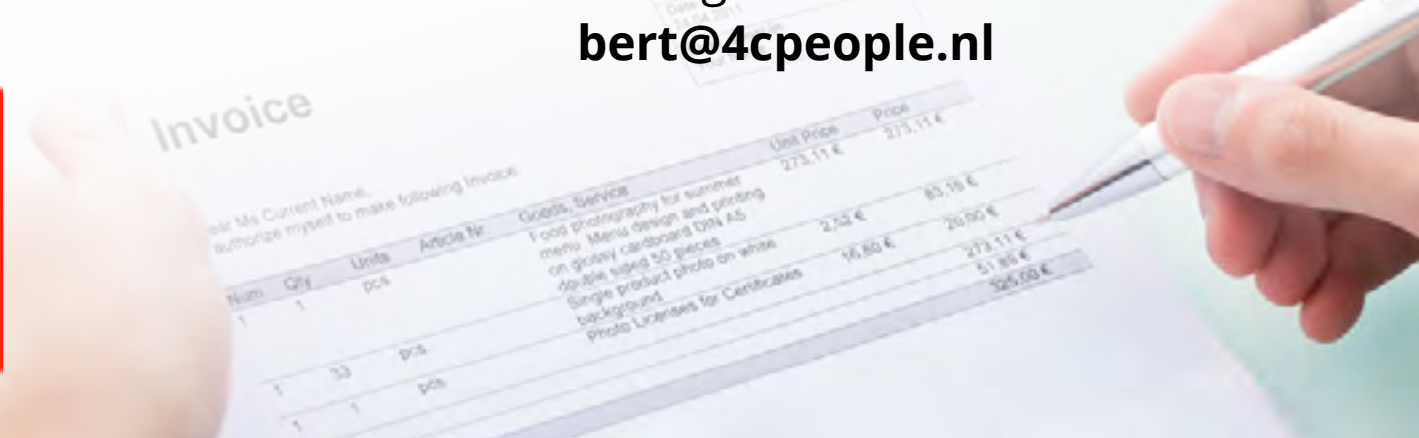 bert@4cpeople.nl
Invoice
ar Ms Current Name,
authorize myself to make following Invoice:
Num Qty Units Article Nr Goods, Service Unit Price Price
1 1 pcs Food photography for summer 273,11 € 273,11 €
menu. Menu design and printing
on glossy cardboard DIN A5
double sided 50 pieces
1 33 pcs Single product photo on white 2,52 € 83,16 €
background
1 1 pcs Photo Licenses for Certificates 16,80 € 20,00 €
273,11 €
51,89 €
325,00 €